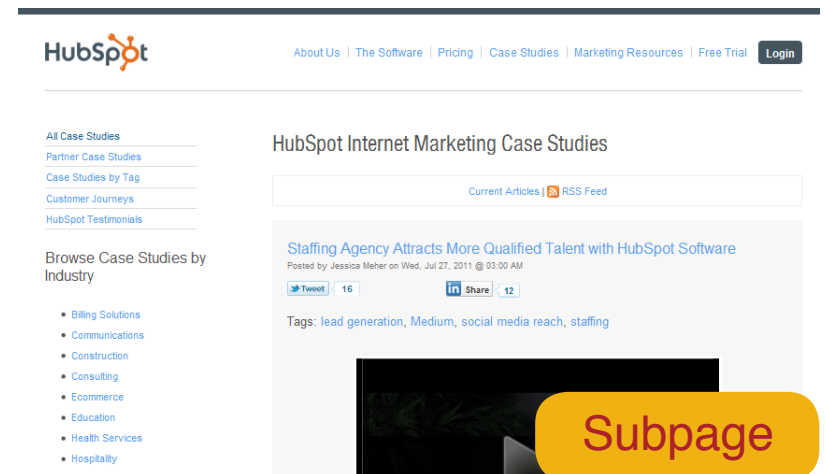 HubSpot
About Us | The Software | Pricing | Case Studies | Marketing Resources | Free Trial Login
All Case Studies
Partner Case Studies
Case Studies by Tag
Customer Journeys
HubSpot Testimonials
Browse Case Studies by
Industry
Billing Solutions
Communications
Construction
Consulting
Ecommerce
Education
Health Services
Hospitality
HubSpot Internet Marketing Case Studies
Current Articles | RSS Feed
Staffing Agency Attracts More Qualified Talent with HubSpot Software
Posted by Jessica Meher on Wed, Jul 27, 2011 @ 03:00 AM
Tweet 16 in Share 12
Tags: lead generation, Medium, social media reach, staffing
Subpage